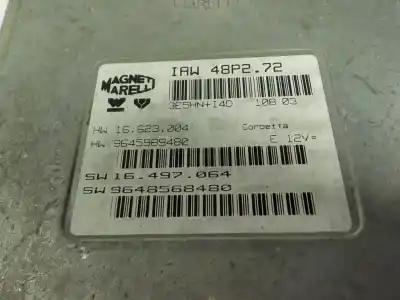 MAGNETI MARELLI
IAW 48P2.72
3E5HN+I4D 108 03
HW 16.623.004 Corbetta
HW 9645989480 E 12V=
SW 16.497.064
SW 9648568480